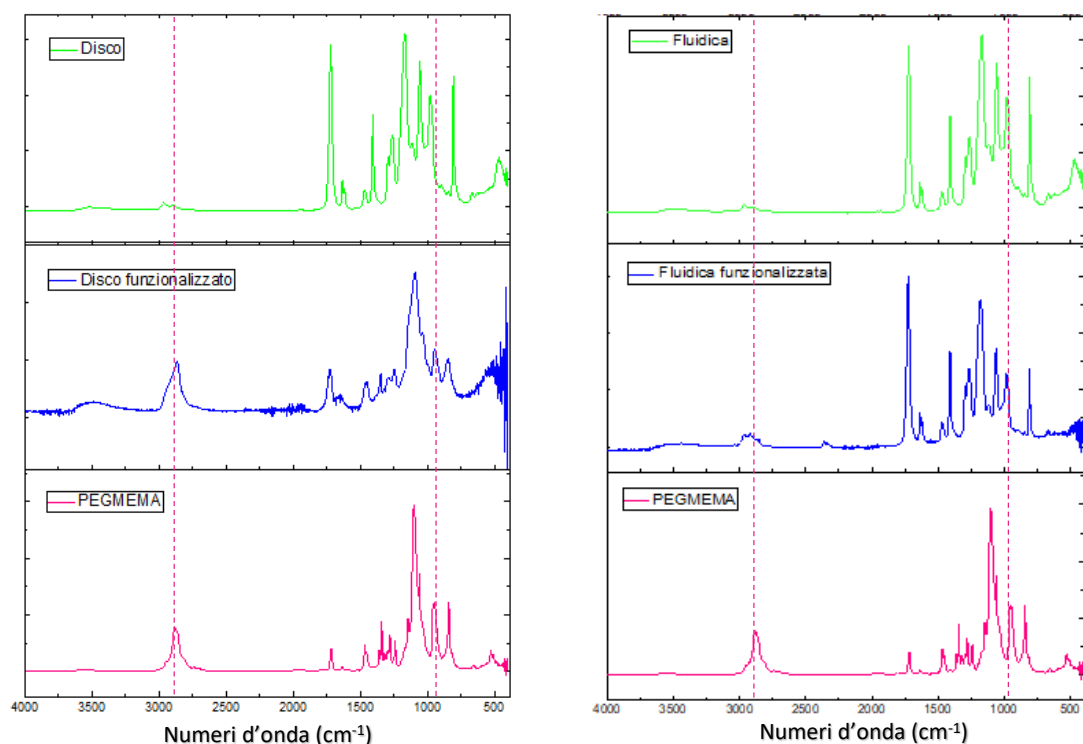 Disco
Disco funzionalizzato
PEGMEMA
4000 3500 3000 2500 2000 1500 1000 500
Numeri d'onda (cm-1)
Fluidica
Fluidica funzionalizzata
PEGMEMA
4000 3500 3000 2500 2000 1500 1000 500
Numeri d'onda (cm-1)